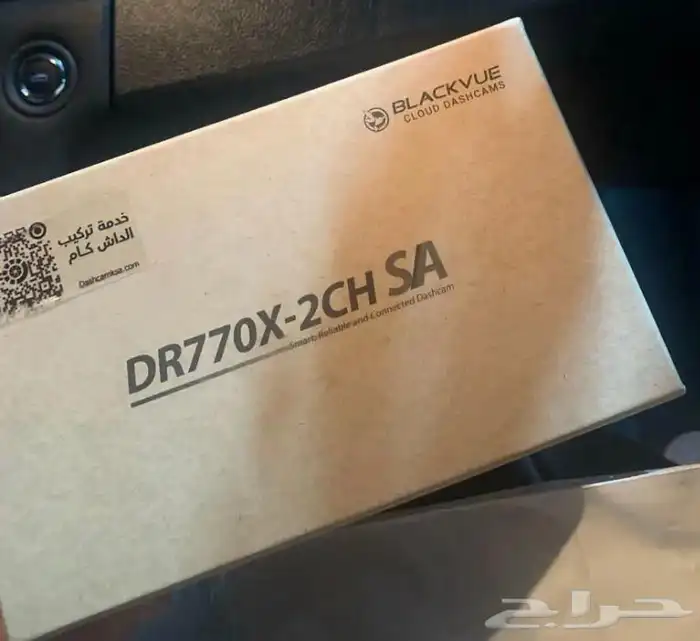 BLACKVUE
CLOUD DASHCAMS
خدمة تركيب
الداش كام
Dashcamksa.com
DR770X-2CH SA
Smart, Reliable and Connected Dashcam
حراج